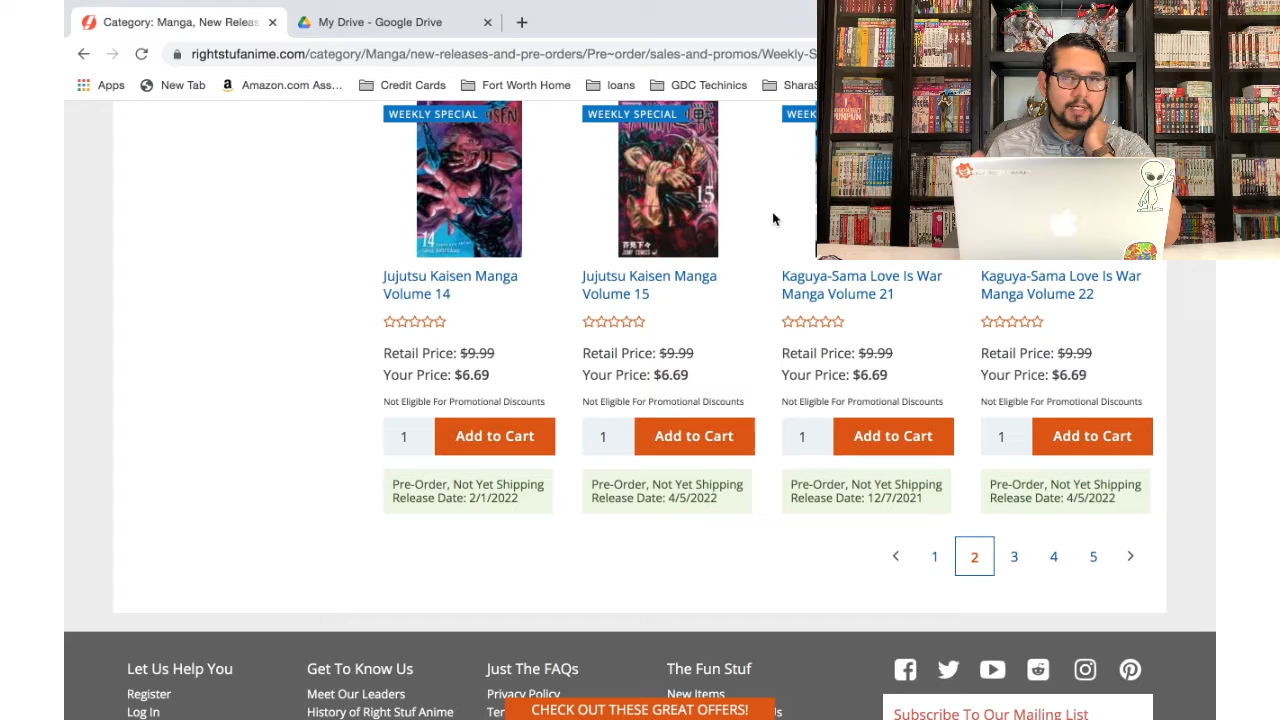 Category: Manga, New Releas
My Drive - Google Drive
rightstufanime.com/category/Manga/new-releases-and-pre-orders/Pre~order/sales-and-promos/Weekly-S
Apps
New Tab
Amazon.com Ass...
Credit Cards
Fort Worth Home
loans
GDC Techinics
Shara
WEEKLY SPECIAL
WEEKLY SPECIAL
WEEK
14
15
芥見下々
Jujutsu Kaisen Manga Volume 14
Jujutsu Kaisen Manga Volume 15
Kaguya-Sama Love Is War Manga Volume 21
Kaguya-Sama Love Is War Manga Volume 22
Retail Price: $9.99
Retail Price: $9.99
Retail Price: $9.99
Retail Price: $9.99
Your Price: $6.69
Your Price: $6.69
Your Price: $6.69
Your Price: $6.69
Not Eligible For Promotional Discounts
Not Eligible For Promotional Discounts
Not Eligible For Promotional Discounts
Not Eligible For Promotional Discounts
1 Add to Cart
1 Add to Cart
1 Add to Cart
1 Add to Cart
Pre-Order, Not Yet Shipping
Release Date: 2/1/2022
Pre-Order, Not Yet Shipping
Release Date: 4/5/2022
Pre-Order, Not Yet Shipping
Release Date: 12/7/2021
Pre-Order, Not Yet Shipping
Release Date: 4/5/2022
1 2 3 4 5
Let Us Help You
Get To Know Us
Just The FAQs
The Fun Stuf
Register
Meet Our Leaders
Privacy Policy
New Items
Log In
History of Right Stuf Anime
CHECK OUT THESE GREAT OFFERS!
Subscribe To Our Mailing List